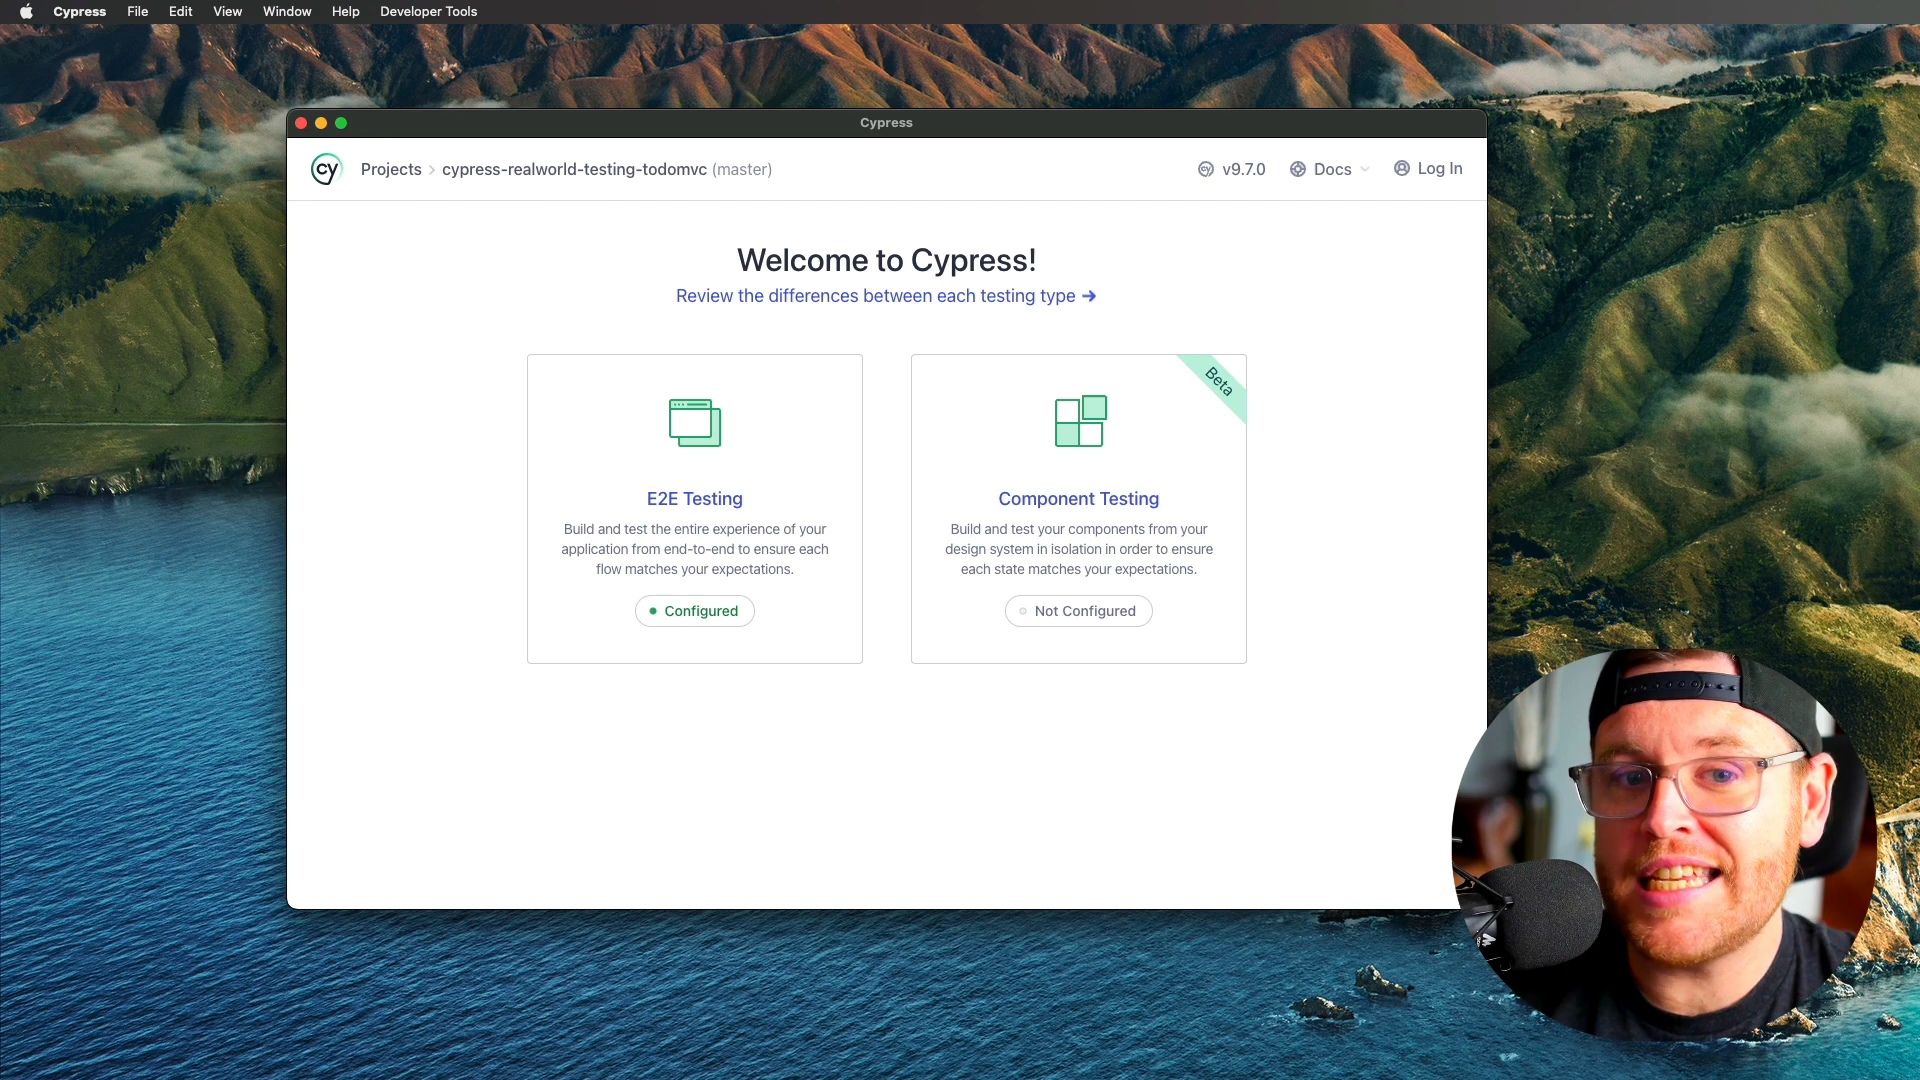 Cypress File Edit View Window Help Developer Tools
Cypress
cy Projects > cypress-realworld-testing-todomvc (master) cy v9.7.0 Docs Log In
Welcome to Cypress!
Review the differences between each testing type →
E2E Testing
Build and test the entire experience of your
application from end-to-end to ensure each
flow matches your expectations.
Configured
Beta
Component Testing
Build and test your components from your
design system in isolation in order to ensure
each state matches your expectations.
Not Configured